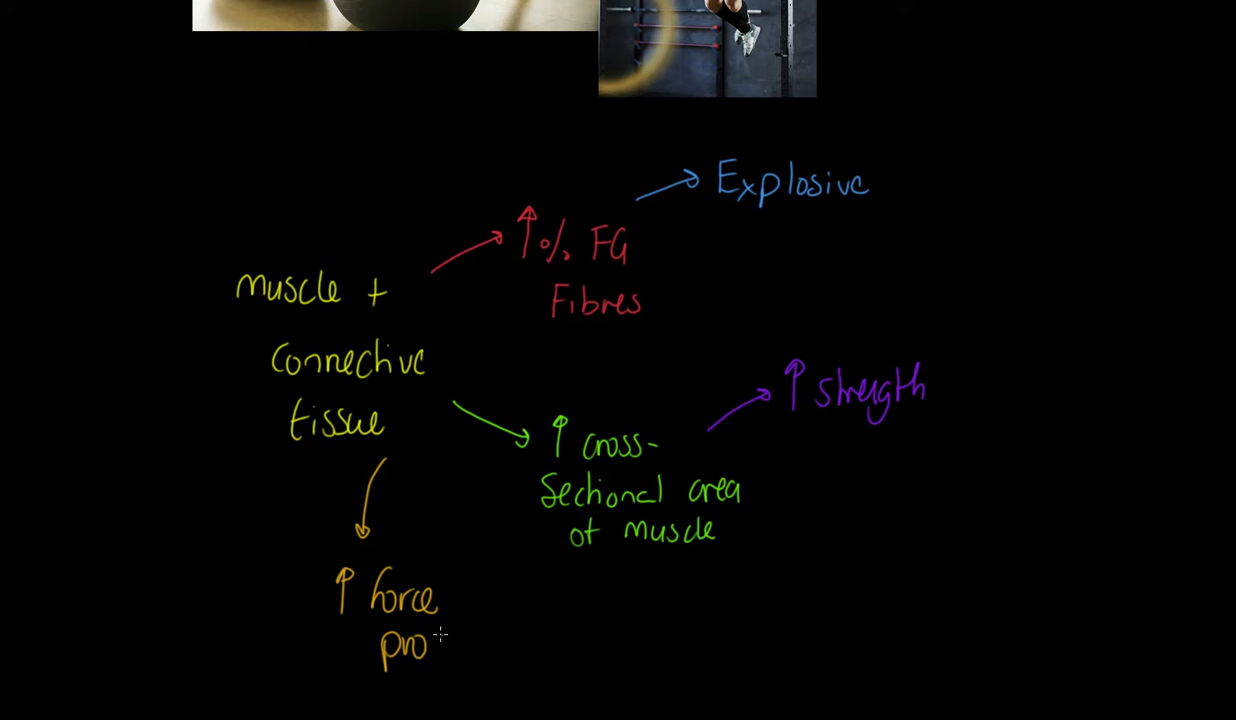 Explosive
↑% FG
Fibres
muscle +
connective
tissue
↑ strength
↑ cross-
Sectional area
of muscle
↑ force
pro